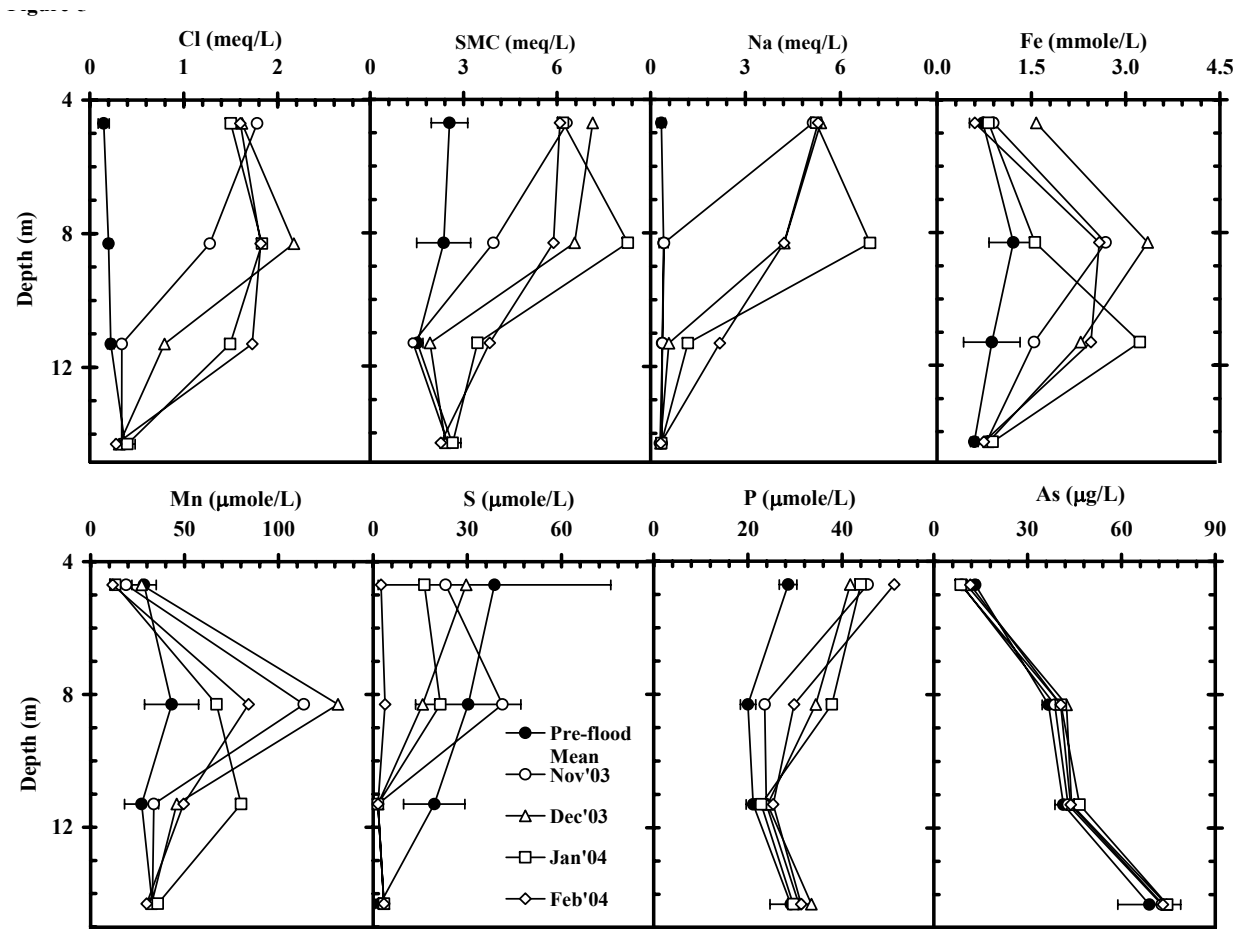 Cl (meq/L) SMC (meq/L) Na (meq/L) Fe (mmole/L)
0 1 2 0 3 6 0 3 6 0.0 1.5 3.0 4.5
4
8
12
Depth (m)
Mn (μmole/L) S (μmole/L) P (μmole/L) As (μg/L)
0 50 100 0 30 60 0 20 40 0 30 60 90
4
8
12
Depth (m)
Pre-flood
Mean
Nov'03
Dec'03
Jan'04
Feb'04